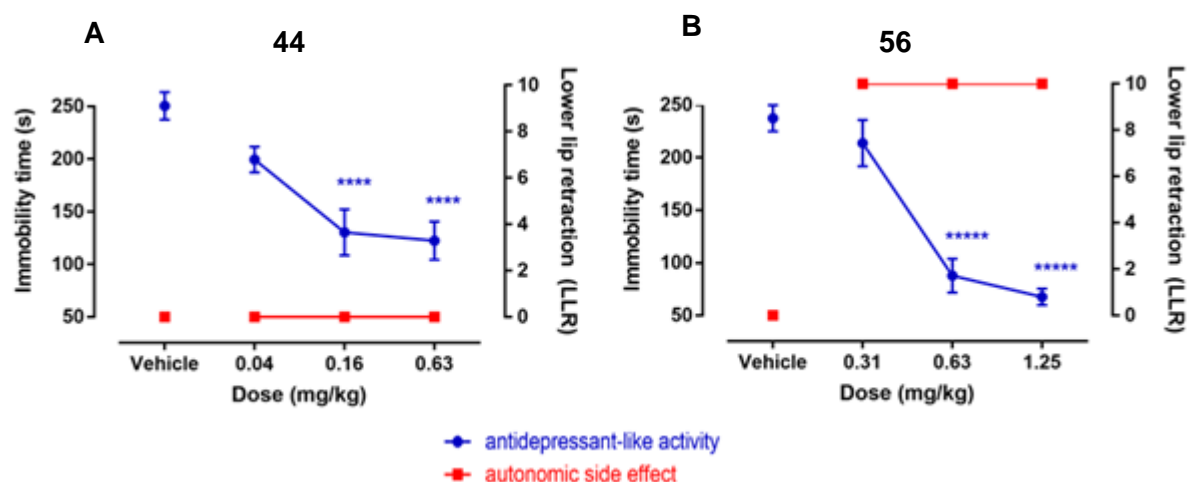 A
44
Immobility time (s)
250
200
150
100
50
****
****
10
8
6
4
2
0
Lower lip retraction (LLR)
Vehicle 0.04 0.16 0.63
Dose (mg/kg)
B
56
Immobility time (s)
250
200
150
100
50
*****
*****
10
8
6
4
2
0
Lower lip retraction (LLR)
Vehicle 0.31 0.63 1.25
Dose (mg/kg)
antidepressant-like activity
autonomic side effect